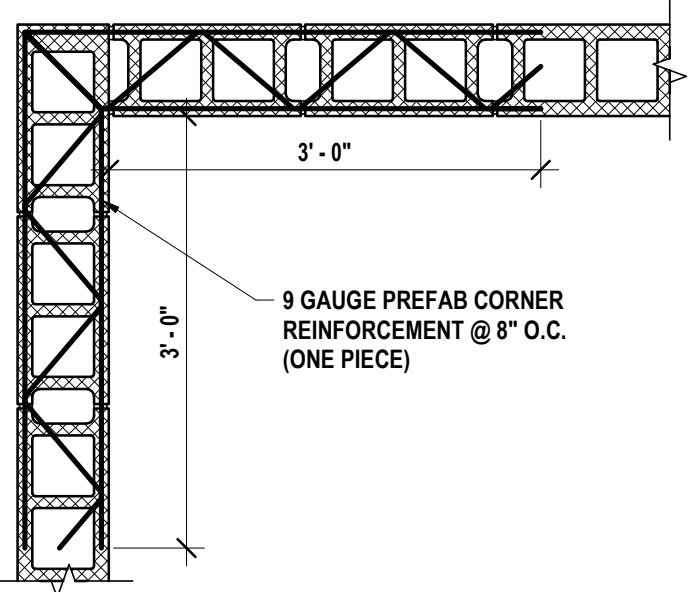 3' - 0"
3' - 0"
9 GAUGE PREFAB CORNER
REINFORCEMENT @ 8" O.C.
(ONE PIECE)